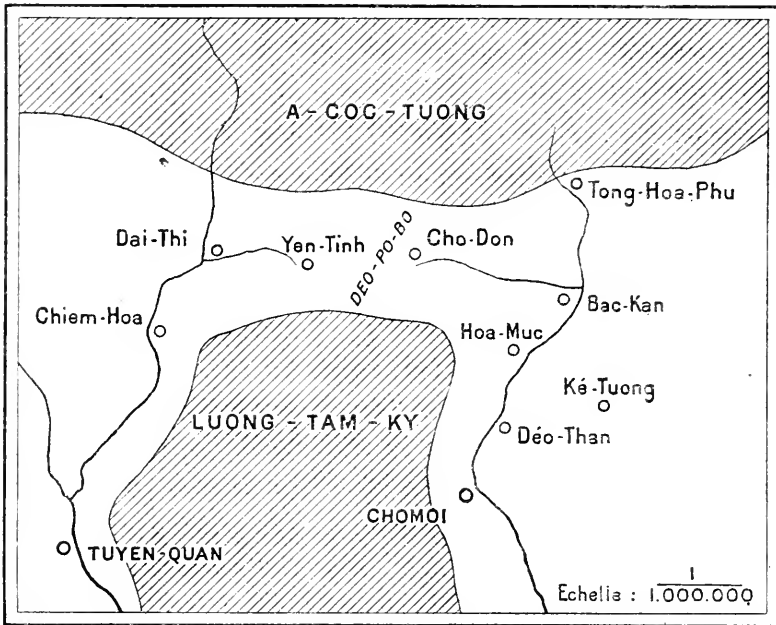 A-COC-TUONG
Tong-Hoa-Phu
Dai-Thi
Yen-Tinh
DEO-PO-BO
Cho-Don
Chiem-Hoa
Bac-Kan
Hoa-Muc
Ké-Tuong
LUONG-TAM-KY
Déo-Than
CHOMOI
TUYEN-QUAN
Echelle : 1
1.000.000